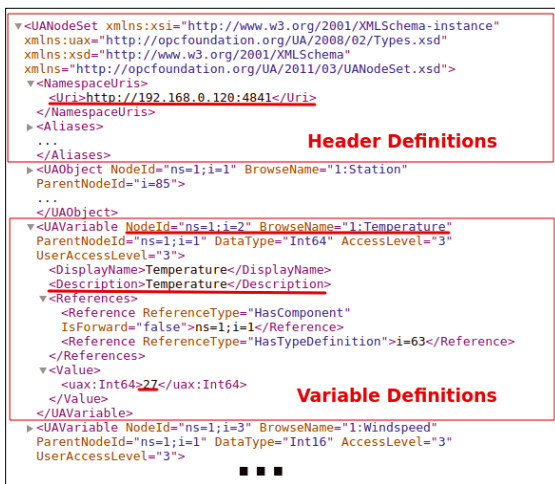 <UANodeSet xmlns:xsi="http://www.w3.org/2001/XMLSchema-instance"
xmlns:uax="http://opcfoundation.org/UA/2008/02/Types.xsd"
xmlns:xsd="http://www.w3.org/2001/XMLSchema"
xmlns="http://opcfoundation.org/UA/2011/03/UANodeSet.xsd">
<NamespaceUris>
<Uri>http://192.168.0.120:4841</Uri>
</NamespaceUris>
<Aliases>
...
</Aliases>
Header Definitions
<UAObject NodeId="ns=1;i=1" BrowseName="1:Station"
ParentNodeId="i=85">
...
</UAObject>
<UAVariable NodeId="ns=1;i=2" BrowseName="1:Temperature"
ParentNodeId="ns=1;i=1" DataType="Int64" AccessLevel="3"
UserAccessLevel="3">
<DisplayName>Temperature</DisplayName>
<Description>Temperature</Description>
<References>
<Reference ReferenceType="HasComponent"
IsForward="false">ns=1;i=1</Reference>
<Reference ReferenceType="HasTypeDefinition">i=63</Reference>
</References>
<Value>
<uax:Int64>27</uax:Int64>
</Value>
Variable Definitions
</UAVariable>
<UAVariable NodeId="ns=1;i=3" BrowseName="1:Windspeed"
ParentNodeId="ns=1;i=1" DataType="Int16" AccessLevel="3"
UserAccessLevel="3">
...